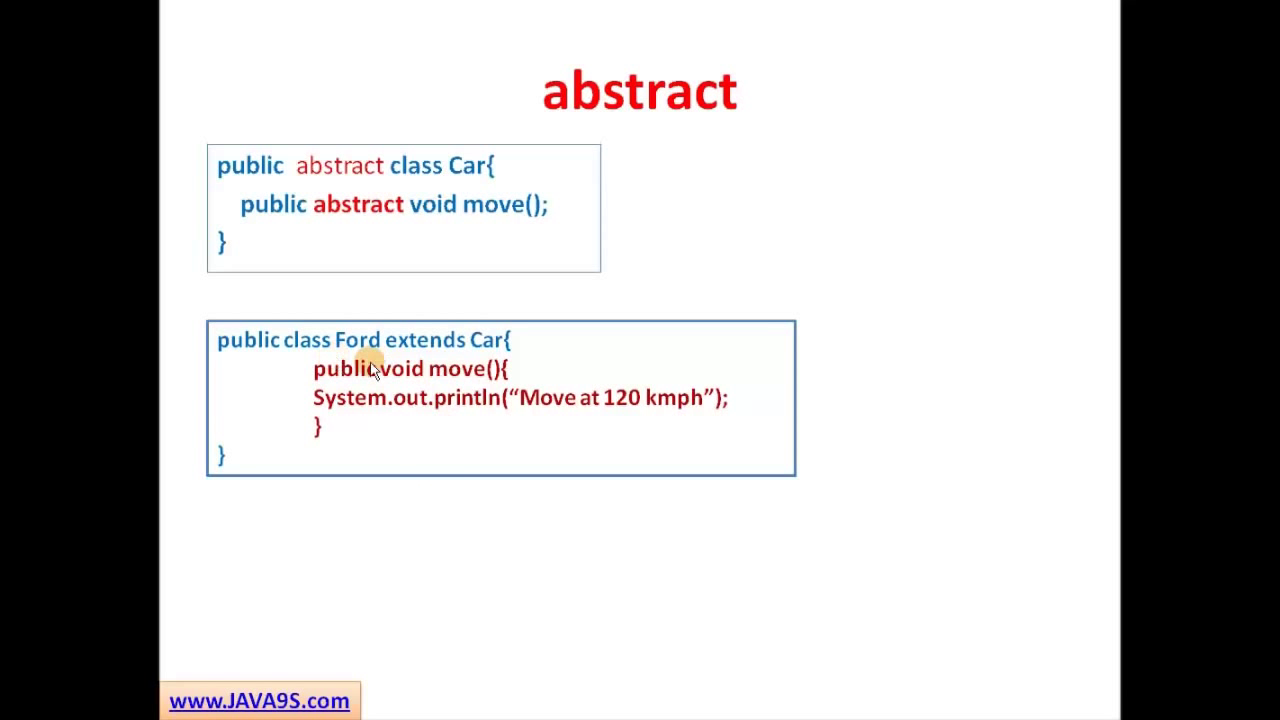 abstract
public  abstract class Car{
public abstract void move();
}
public class Ford extends Car{
public void move(){
System.out.println(“Move at 120 kmph”);
}
}
www.JAVA9S.com